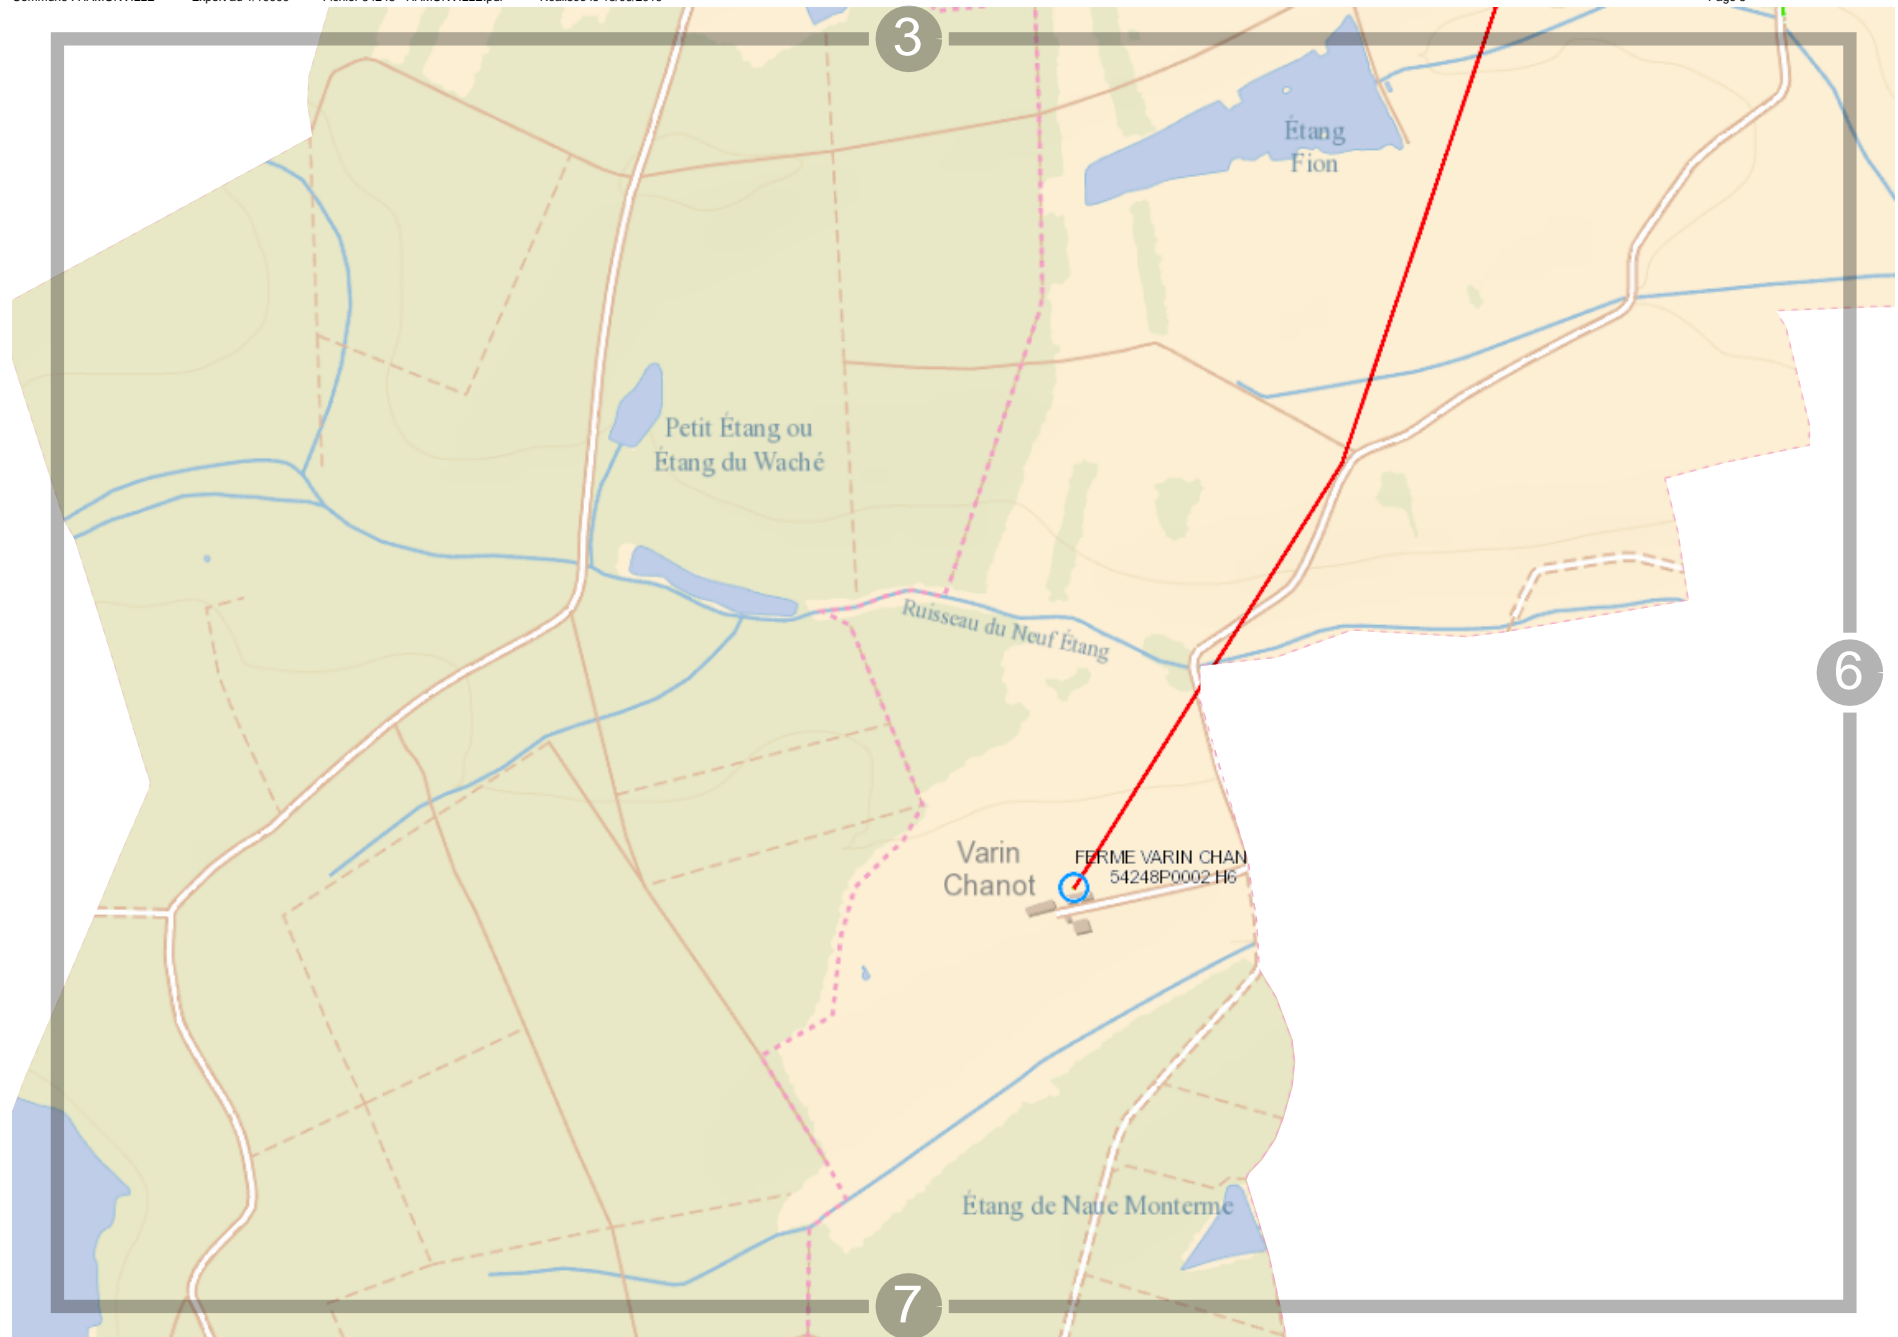 3
Étang
Fion
Petit Étang ou
Étang du Waché
Ruisseau du Neuf Étang
6
Varin
Chanot
FERME VARIN CHAN
54248P0002 H6
Étang de Naue Monterme
7